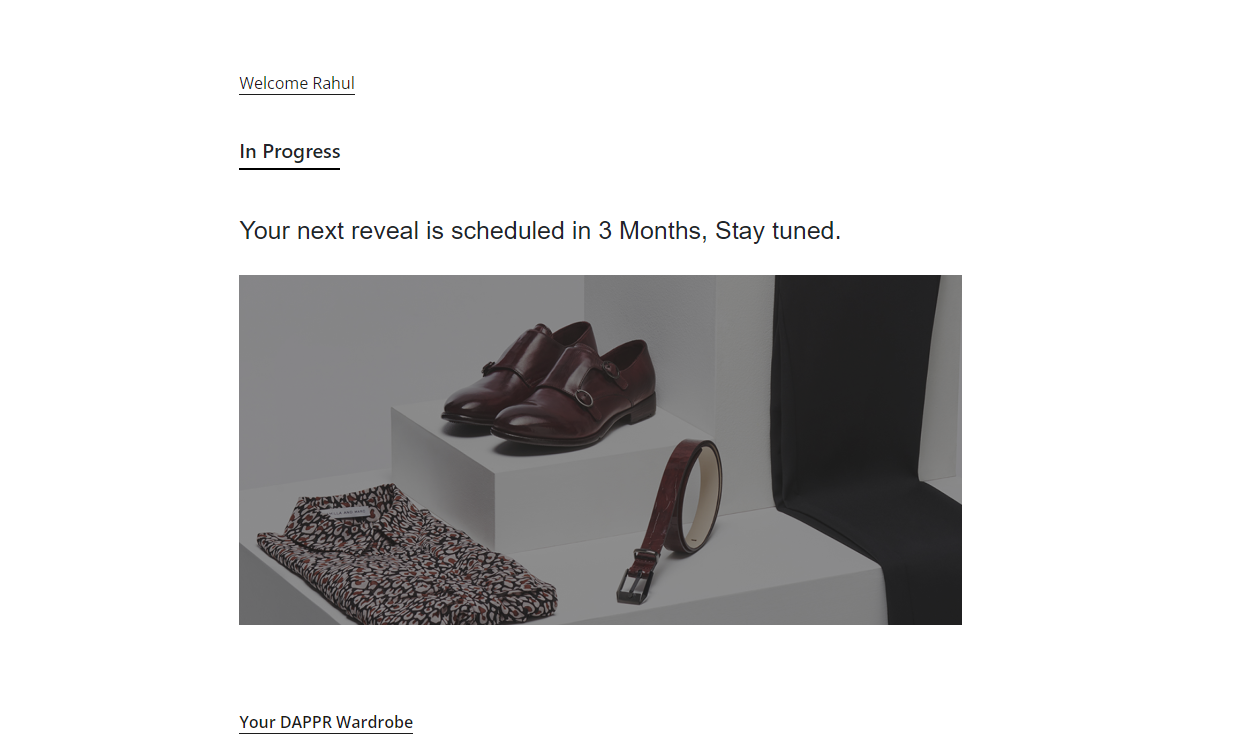 Welcome Rahul
In Progress
Your next reveal is scheduled in 3 Months, Stay tuned.
Your DAPPR Wardrobe